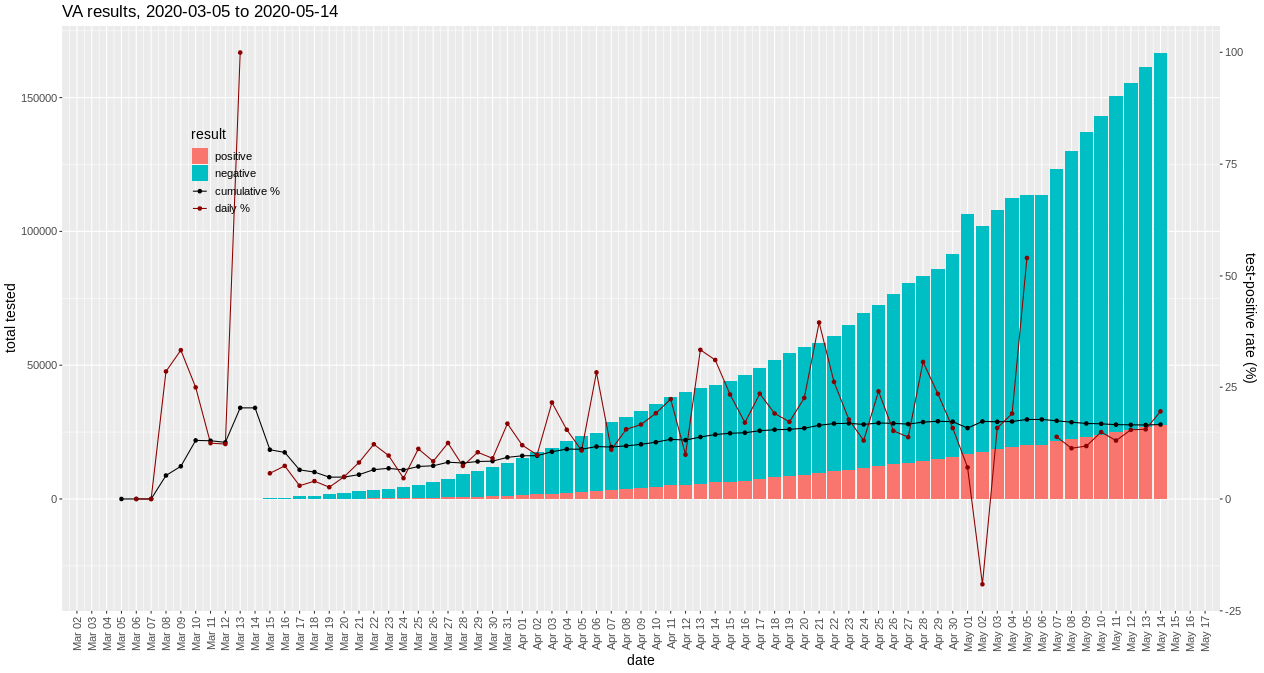 VA results, 2020-03-05 to 2020-05-14
total tested
150000
100000
50000
0
result
positive
negative
cumulative %
daily %
100
75
50
25
0
-25
test-positive rate (%)
Mar 02
Mar 03
Mar 04
Mar 05
Mar 06
Mar 07
Mar 08
Mar 09
Mar 10
Mar 11
Mar 12
Mar 13
Mar 14
Mar 15
Mar 16
Mar 17
Mar 18
Mar 19
Mar 20
Mar 21
Mar 22
Mar 23
Mar 24
Mar 25
Mar 26
Mar 27
Mar 28
Mar 29
Mar 30
Mar 31
Apr 01
Apr 02
Apr 03
Apr 04
Apr 05
Apr 06
Apr 07
Apr 08
Apr 09
Apr 10
Apr 11
Apr 12
Apr 13
Apr 14
Apr 15
Apr 16
Apr 17
Apr 18
Apr 19
Apr 20
Apr 21
Apr 22
Apr 23
Apr 24
Apr 25
Apr 26
Apr 27
Apr 28
Apr 29
Apr 30
May 01
May 02
May 03
May 04
May 05
May 06
May 07
May 08
May 09
May 10
May 11
May 12
May 13
May 14
May 15
May 16
May 17
date